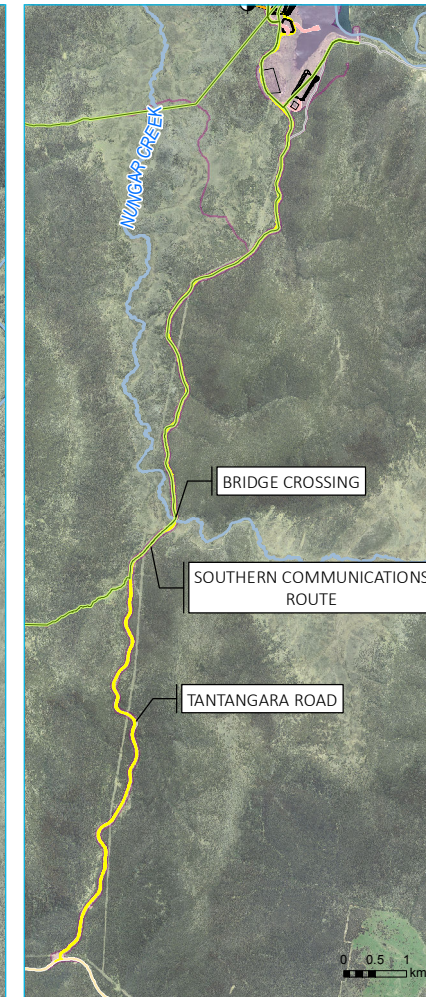 NUNGAR CREEK
BRIDGE CROSSING
SOUTHERN COMMUNICATIONS
ROUTE
TANTANGARA ROAD
0 0.5 1
km